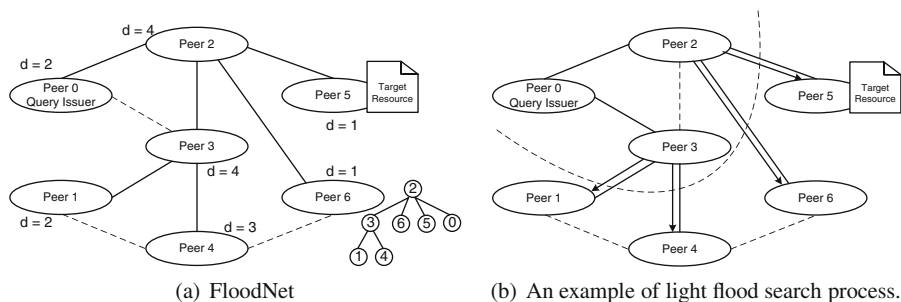 d = 4
Peer 2
d = 2
Peer 0
Query Issuer
Peer 5
Target
Resource
d = 1
Peer 3
d = 4
d = 1
Peer 1
Peer 6
d = 2
d = 3
Peer 4
2
3
6
5
0
1
4
(a) FloodNet
Peer 2
Peer 0
Query Issuer
Peer 5
Target
Resource
Peer 3
Peer 1
Peer 6
Peer 4
(b) An example of light flood search process.